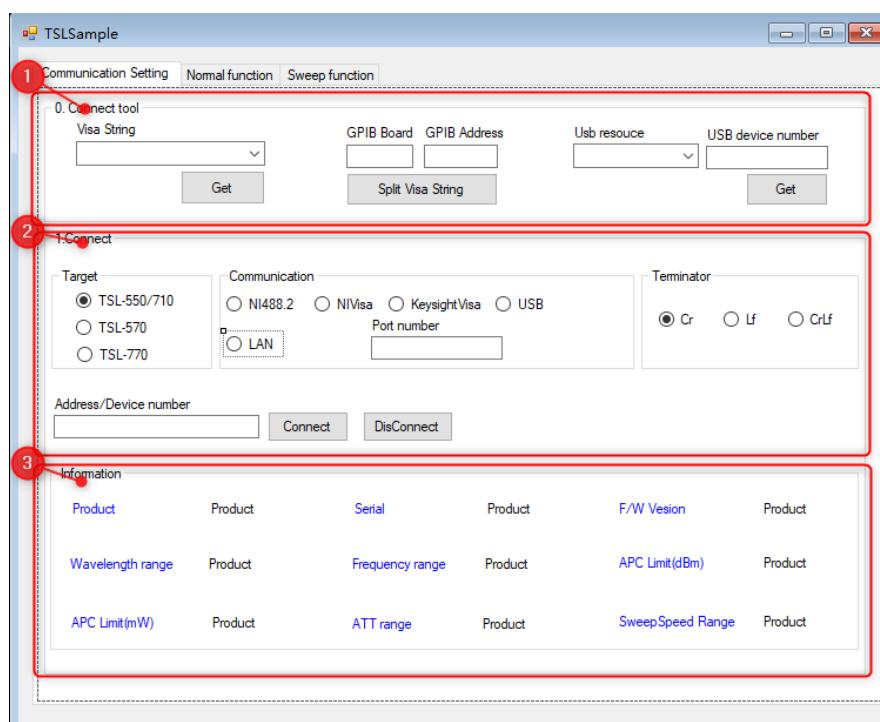 TSLSample
Communication Setting Normal function Sweep function
1
0. Connect tool
Visa String GPIB Board GPIB Address Usb resouce USB device number
Get Split Visa String Get
2
1.Connect
Target Communication Terminator
TSL-550/710 NI488.2 NIVisa KeysightVisa USB Cr Lf CrLf
TSL-570 Port number
TSL-770 LAN
Address/Device number
Connect DisConnect
3
Information
Product Product Serial Product F/W Vesion Product
Wavelength range Product Frequency range Product APC Limit(dBm) Product
APC Limit(mW) Product ATT range Product SweepSpeed Range Product